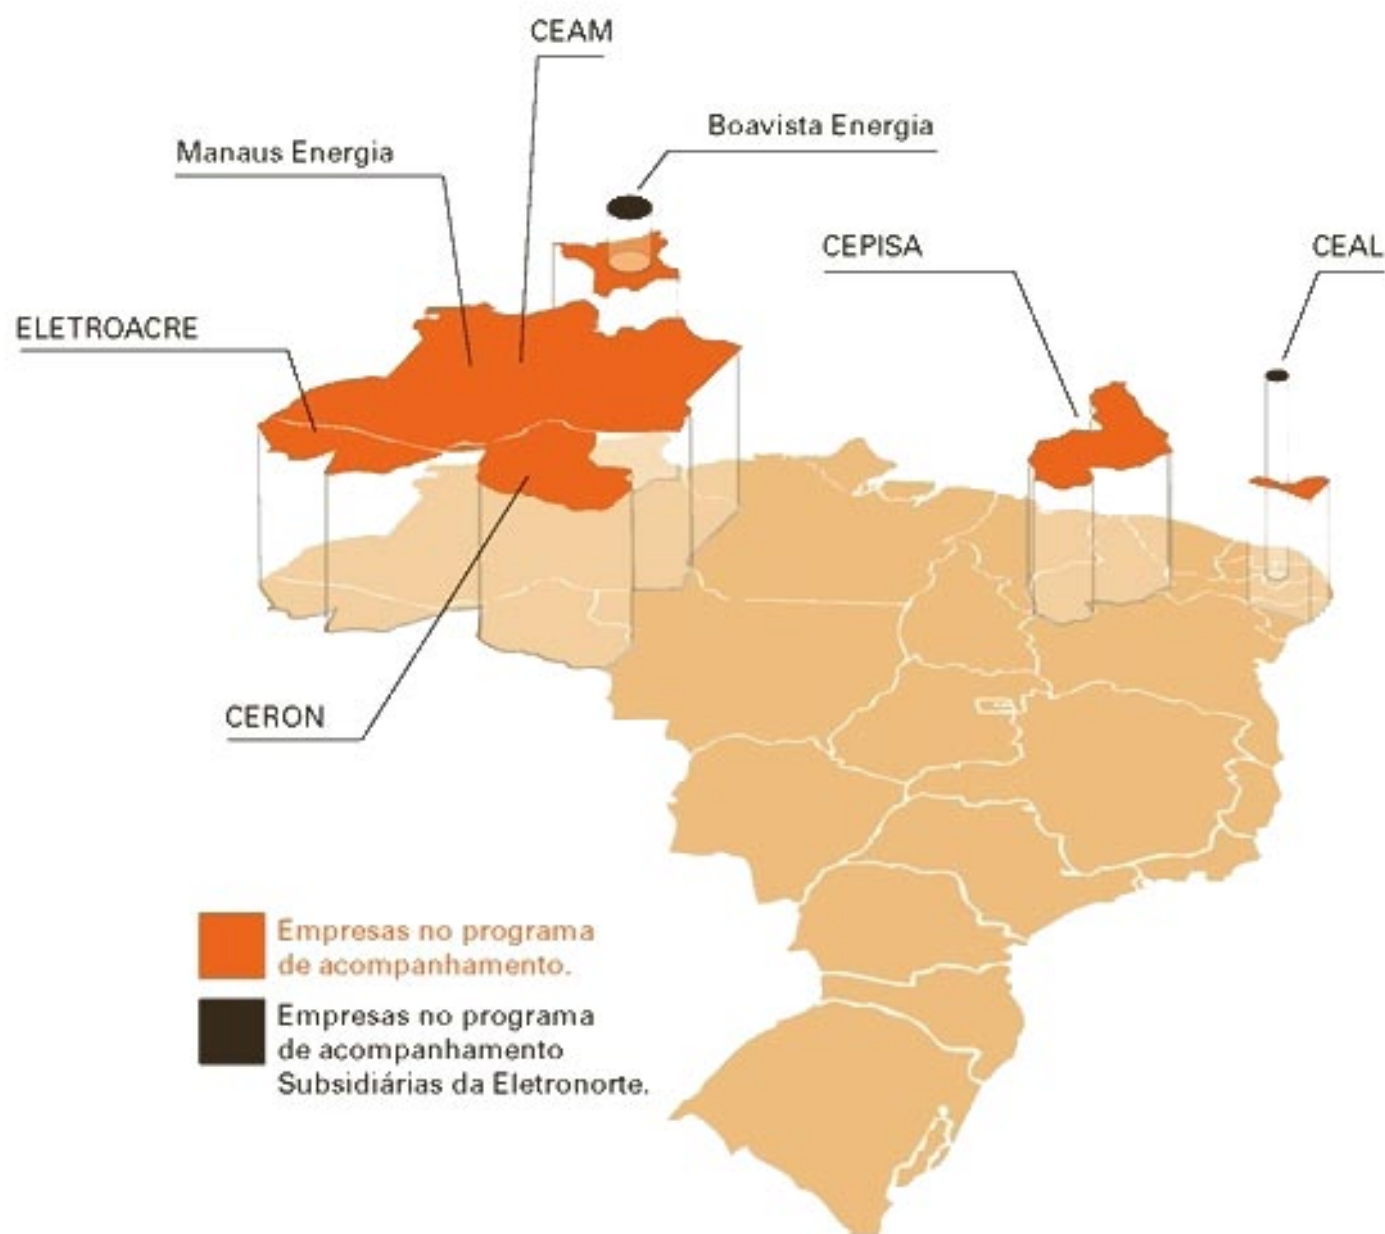 CEAM
Boavista Energia
Manaus Energia
CEPISA
CEAL
ELETROACRE
CERON
Empresas no programa
de acompanhamento.
Empresas no programa
de acompanhamento
Subsidiárias da Eletronorte.